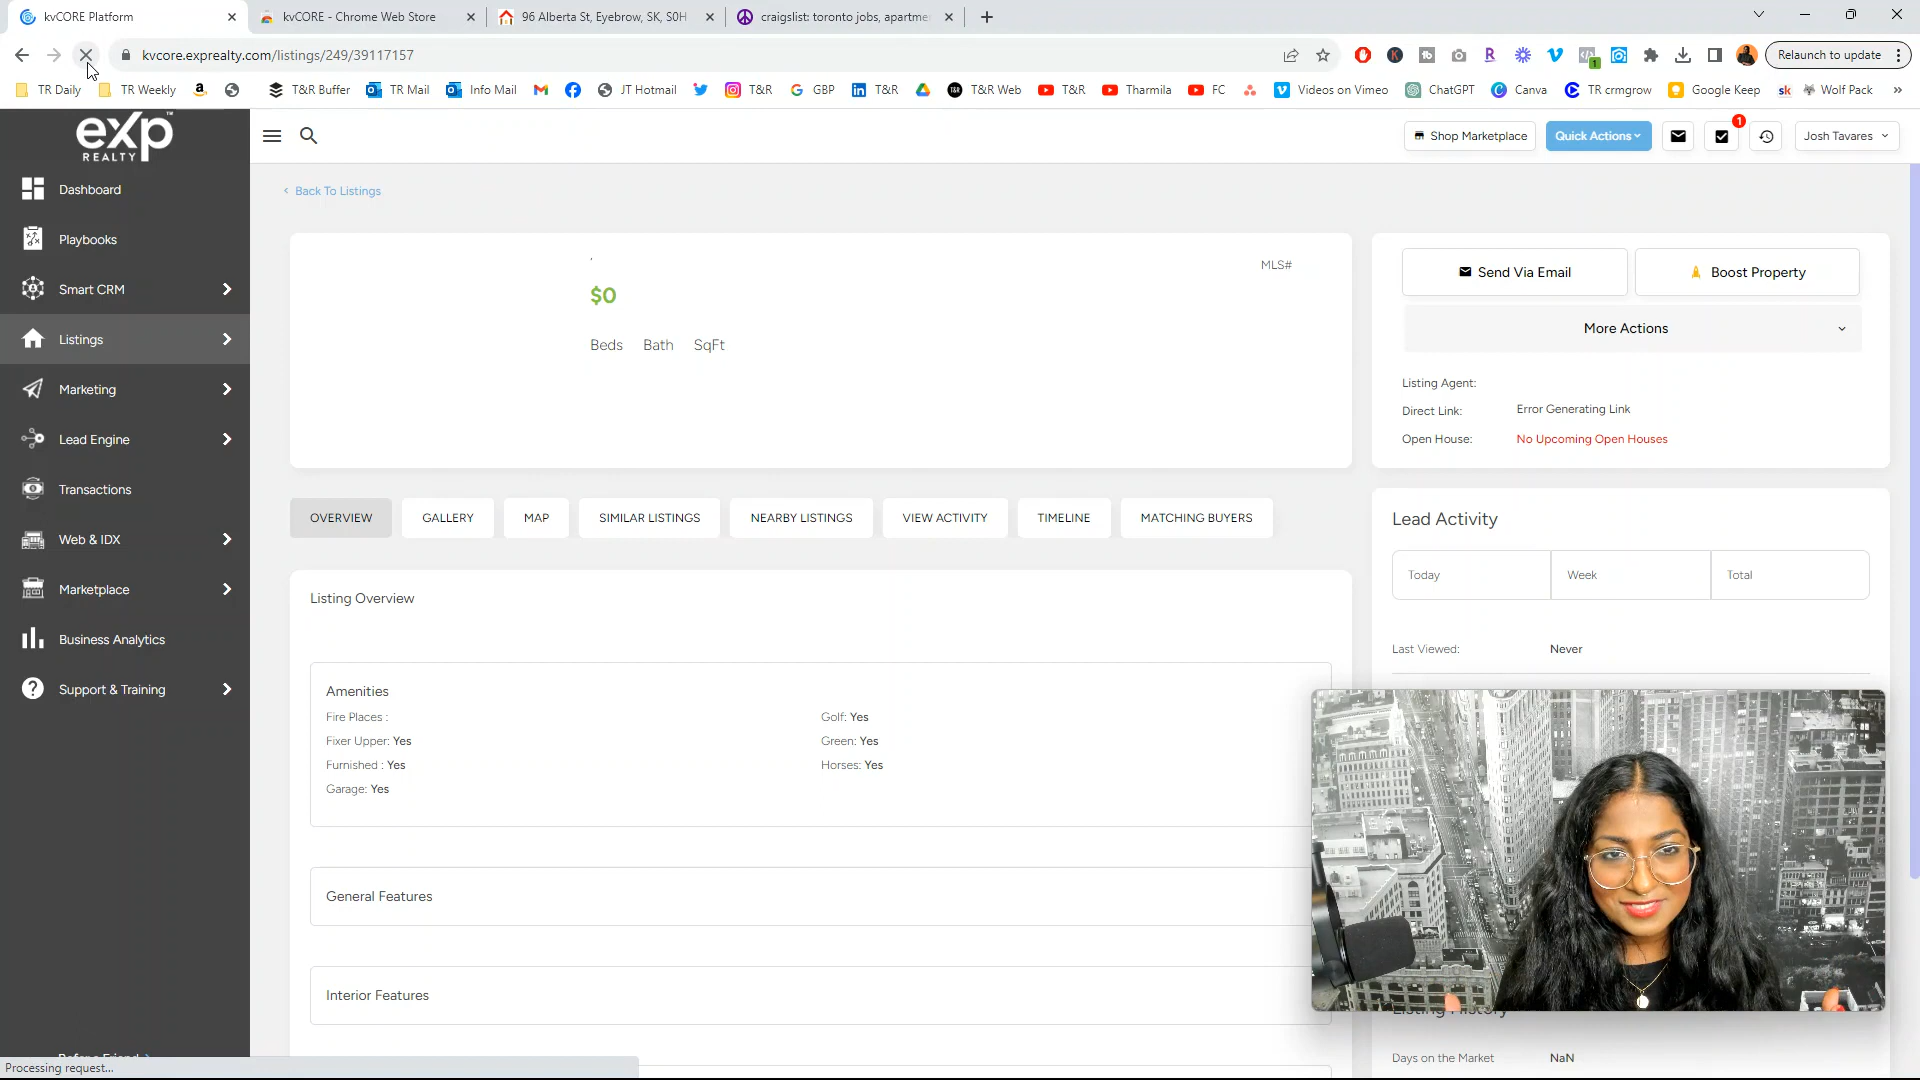 kvCORE Platform
kvCORE - Chrome Web Store
96 Alberta St, Eyebrow, SK, S0H
craigslist: toronto jobs, apartme
kvcore.exprealty.com/listings/249/39117157
Relaunch to update
TR Daily
TR Weekly
T&R Buffer
TR Mail
Info Mail
JT Hotmail
T&R
GBP
T&R
T&R Web
T&R
Tharmila
FC
Videos on Vimeo
ChatGPT
Canva
TR crmgrow
Google Keep
sk
Wolf Pack
eXp
REALTY
Shop Marketplace
Quick Actions
1
Josh Tavares
Dashboard
Playbooks
Smart CRM
Listings
Marketing
Lead Engine
Transactions
Web & IDX
Marketplace
Business Analytics
Support & Training
Back To Listings
MLS#
$0
Beds Bath SqFt
Send Via Email
Boost Property
More Actions
Listing Agent:
Direct Link: Error Generating Link
Open House: No Upcoming Open Houses
OVERVIEW
GALLERY
MAP
SIMILAR LISTINGS
NEARBY LISTINGS
VIEW ACTIVITY
TIMELINE
MATCHING BUYERS
Lead Activity
Today
Week
Total
Last Viewed: Never
Listing Overview
Amenities
Fire Places :
Golf: Yes
Fixer Upper: Yes
Green: Yes
Furnished : Yes
Horses: Yes
Garage: Yes
General Features
Interior Features
Listing History
Days on the Market NaN
Processing request...